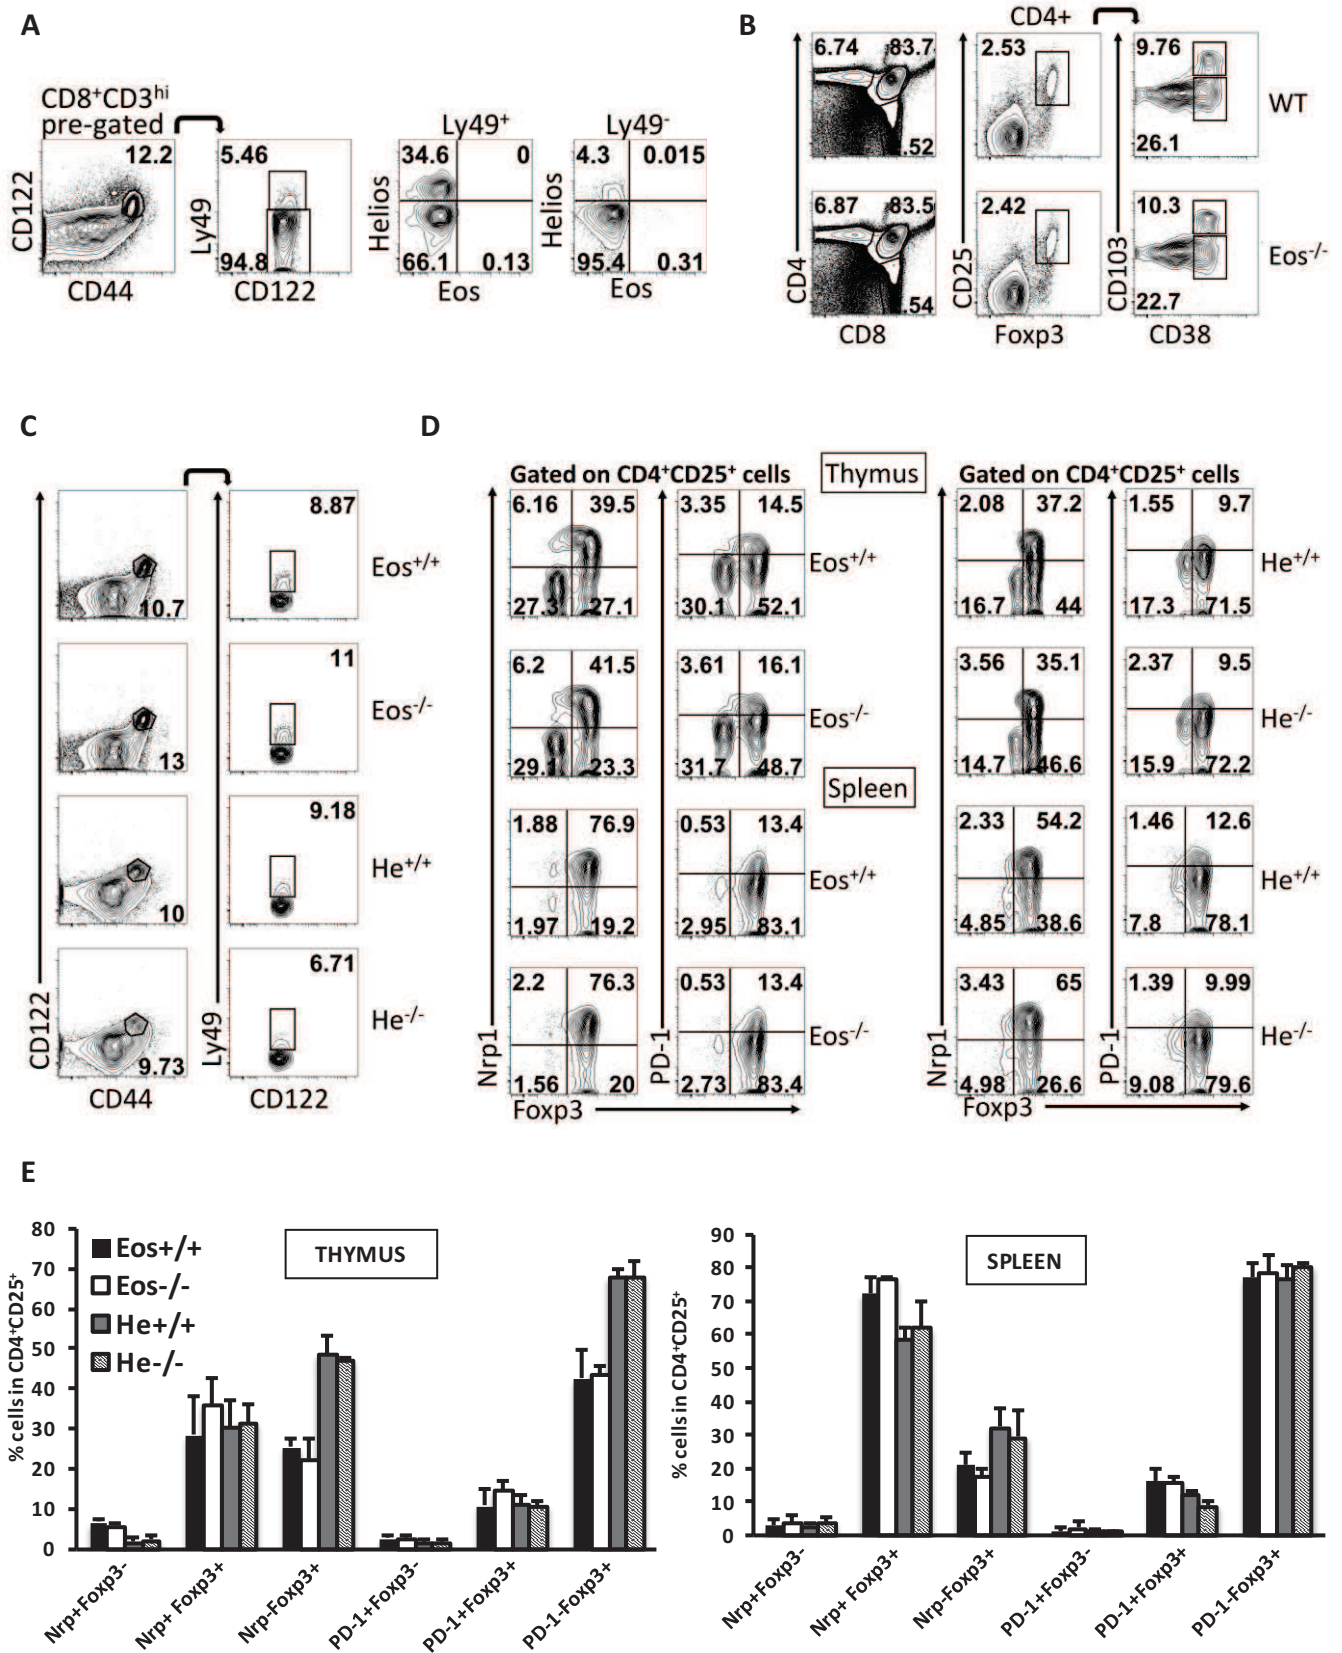 A
CD8⁺CD3ʰⁱ
pre-gated
12.2
CD122
CD44
5.46
94.8
Ly49
CD122
Ly49⁺
34.6 0
66.1 0.13
Helios
Eos
Ly49⁻
4.3 0.015
95.4 0.31
Helios
Eos
B
CD4+
6.74 83.7
.52
2.53
9.76
26.1
WT
6.87 83.5
.54
2.42
10.3
22.7
Eos⁻/⁻
CD4
CD8
CD25
Foxp3
CD103
CD38
C
10.7
8.87
Eos⁺/⁺
13
11
Eos⁻/⁻
10
9.18
He⁺/⁺
9.73
6.71
He⁻/⁻
CD122
CD44
Ly49
CD122
D
Gated on CD4⁺CD25⁺ cells
Thymus
Gated on CD4⁺CD25⁺ cells
6.16 39.5
27.3 27.1
3.35 14.5
30.1 52.1
Eos⁺/⁺
2.08 37.2
16.7 44
1.55 9.7
17.3 71.5
He⁺/⁺
6.2 41.5
29.1 23.3
3.61 16.1
31.7 48.7
Eos⁻/⁻
3.56 35.1
14.7 46.6
2.37 9.5
15.9 72.2
He⁻/⁻
Spleen
1.88 76.9
1.97 19.2
0.53 13.4
2.95 83.1
Eos⁺/⁺
2.33 54.2
4.85 38.6
1.46 12.6
7.8 78.1
He⁺/⁺
2.2 76.3
1.56 20
0.53 13.4
2.73 83.4
Eos⁻/⁻
3.43 65
4.98 26.6
1.39 9.99
9.08 79.6
He⁻/⁻
Nrp1
PD-1
Foxp3
Nrp1
PD-1
Foxp3
E
THYMUS
Eos+/+
Eos-/-
He+/+
He-/-
% cells in CD4⁺CD25⁺
80
70
60
50
40
30
20
10
0
Nrp+Foxp3-
Nrp+ Foxp3+
Nrp-Foxp3+
PD-1+Foxp3-
PD-1+Foxp3+
PD-1-Foxp3+
SPLEEN
% cells in CD4⁺CD25⁺
90
80
70
60
50
40
30
20
10
0
Nrp+Foxp3-
Nrp+ Foxp3+
Nrp-Foxp3+
PD-1+Foxp3-
PD-1+Foxp3+
PD-1-Foxp3+